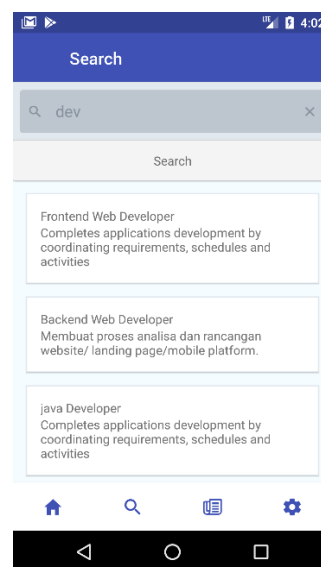 LTE 4:02
Search
dev
Search
Frontend Web Developer
Completes applications development by
coordinating requirements, schedules and
activities
Backend Web Developer
Membuat proses analisa dan rancangan
website/ landing page/mobile platform.
java Developer
Completes applications development by
coordinating requirements, schedules and
activities